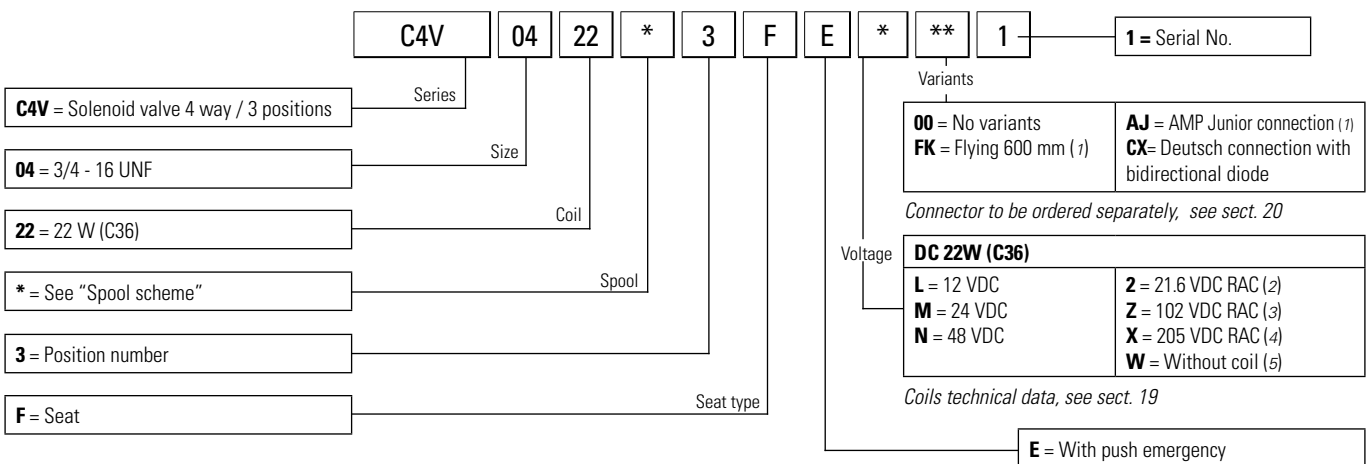 C4V 04 22 * 3 F E * ** 1
1 = Serial No.
Variants
C4V = Solenoid valve 4 way / 3 positions
Series
00 = No variants
FK = Flying 600 mm (1)
AJ = AMP Junior connection (1)
CX= Deutsch connection with
bidirectional diode
04 = 3/4 - 16 UNF
Size
Connector to be ordered separately, see sect. 20
22 = 22 W (C36)
Coil
Voltage
DC 22W (C36)
L = 12 VDC
M = 24 VDC
N = 48 VDC
2 = 21.6 VDC RAC (2)
Z = 102 VDC RAC (3)
X = 205 VDC RAC (4)
W = Without coil (5)
* = See "Spool scheme"
Spool
3 = Position number
Coils technical data, see sect. 19
F = Seat
Seat type
E = With push emergency